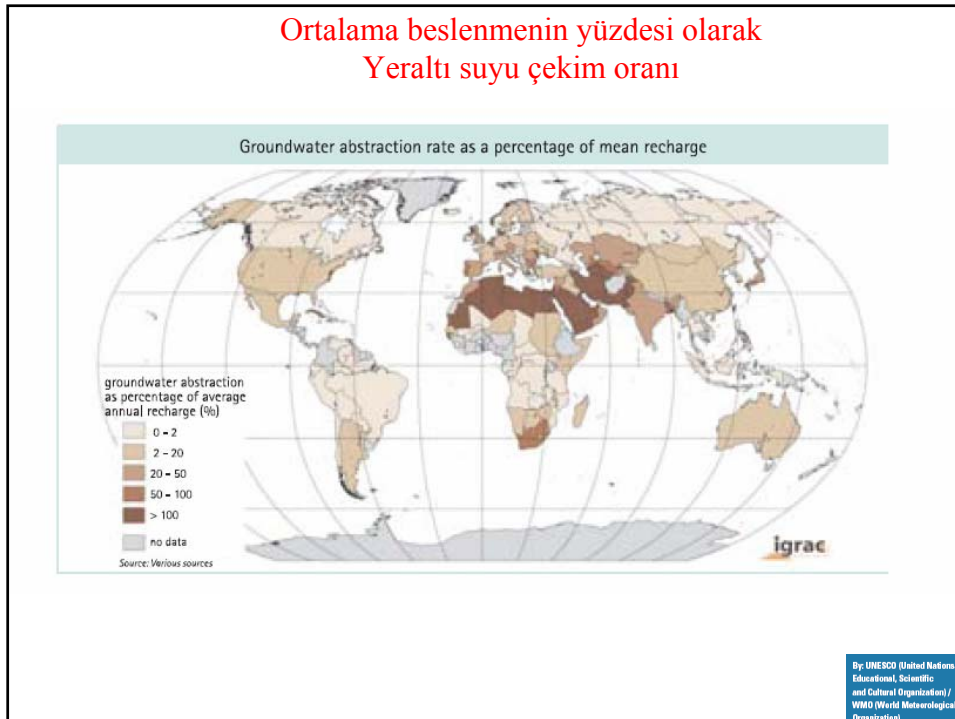 Ortalama beslenmenin yüzdesi olarak
Yeraltı suyu çekim oranı
Groundwater abstraction rate as a percentage of mean recharge
groundwater abstraction
as percentage of average
annual recharge (%)
0 – 2
2 – 20
20 – 50
50 – 100
> 100
no data
Source: Various sources
igrac
By: UNESCO (United Nations
Educational, Scientific
and Cultural Organization) /
WMO (World Meteorological
Organization)